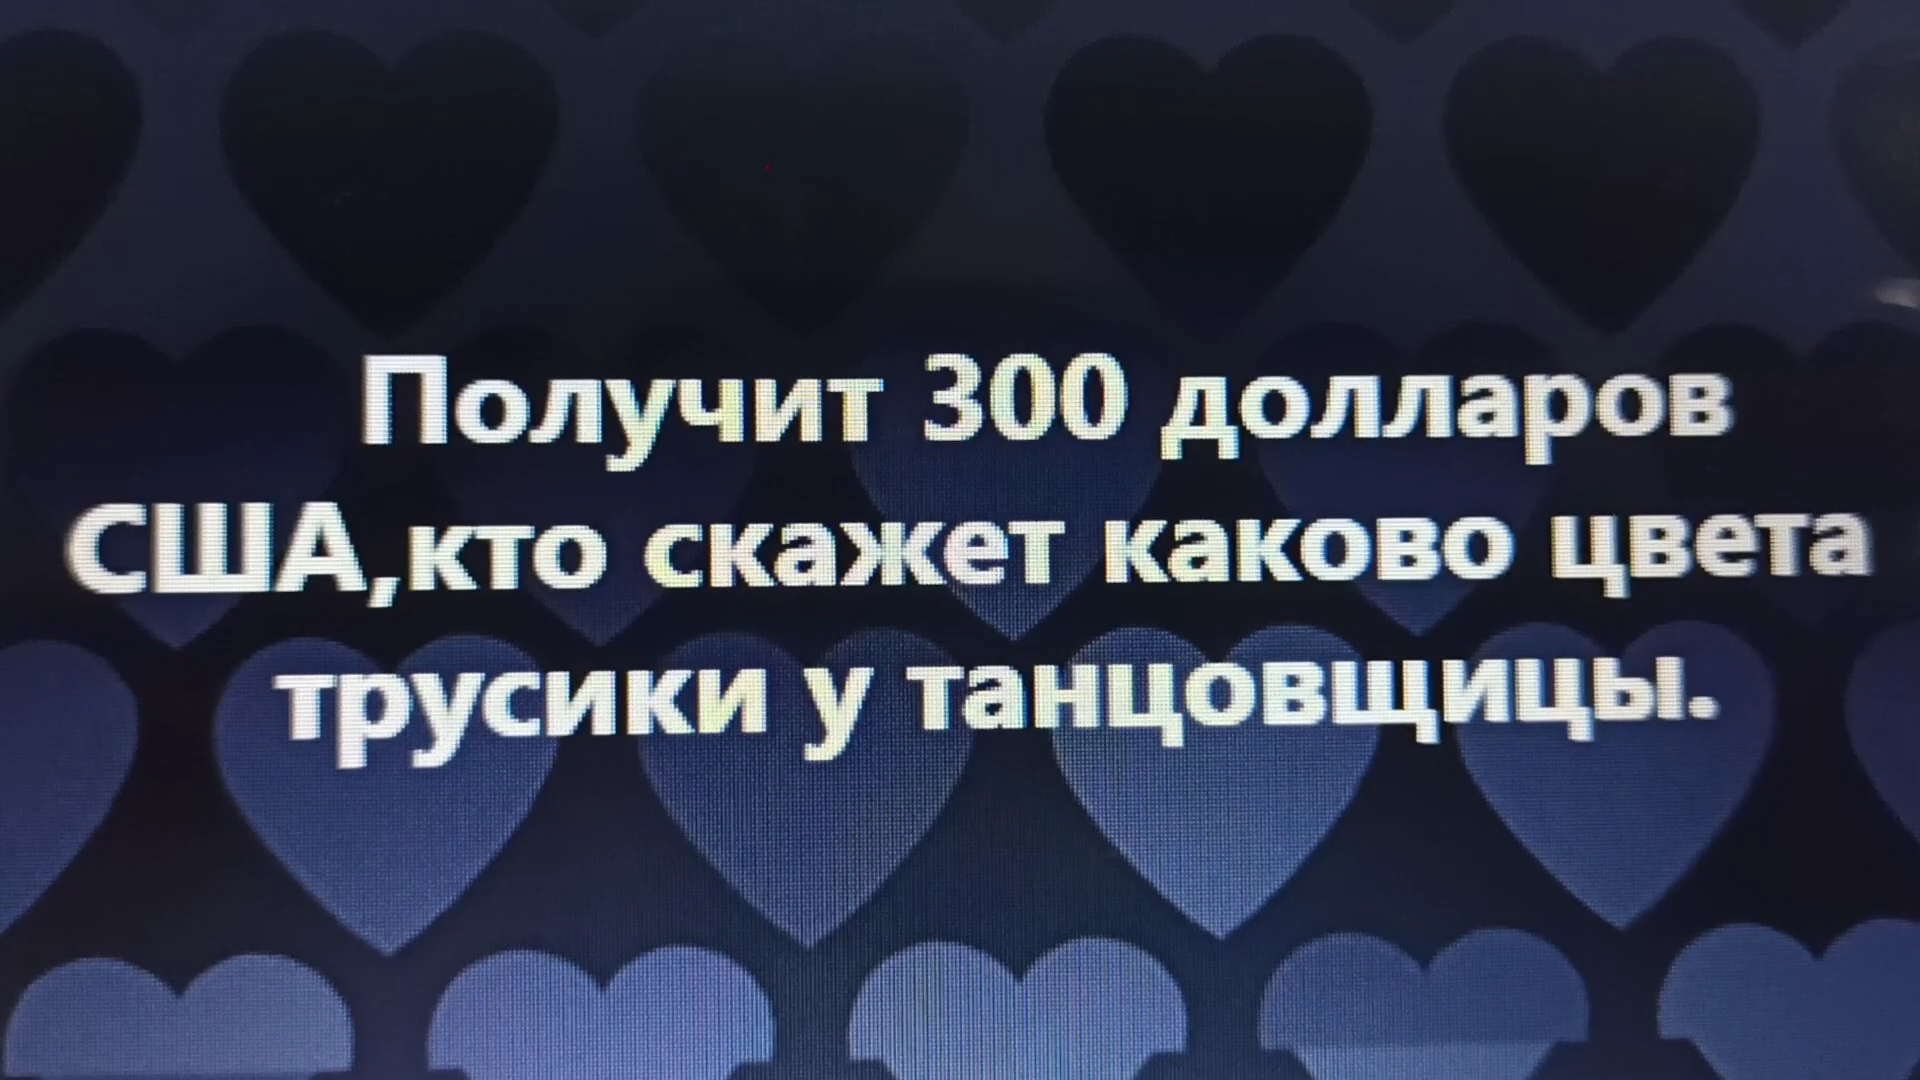 Получит 300 долларов
США,кто скажет каково цвета
трусики у танцовщицы.